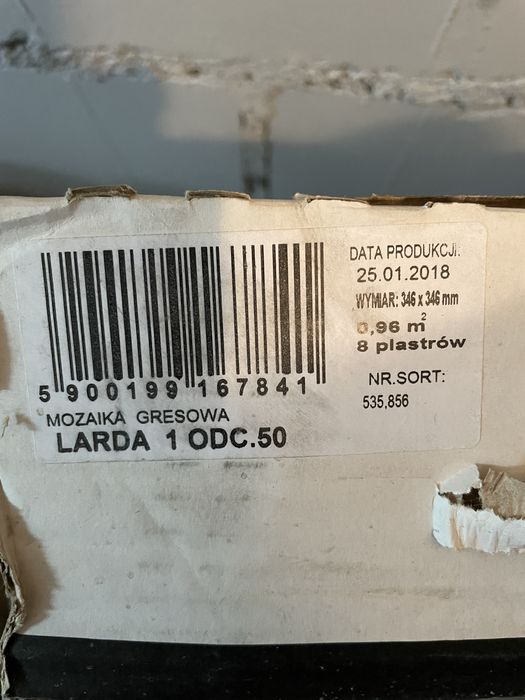 5 900199 167841
MOZAIKA GRESOWA
LARDA 1 ODC.50
DATA PRODUKCJI:
25.01.2018
WYMIAR: 346 x 346 mm
0,96 m²
8 plastrów
NR.SORT:
535,856